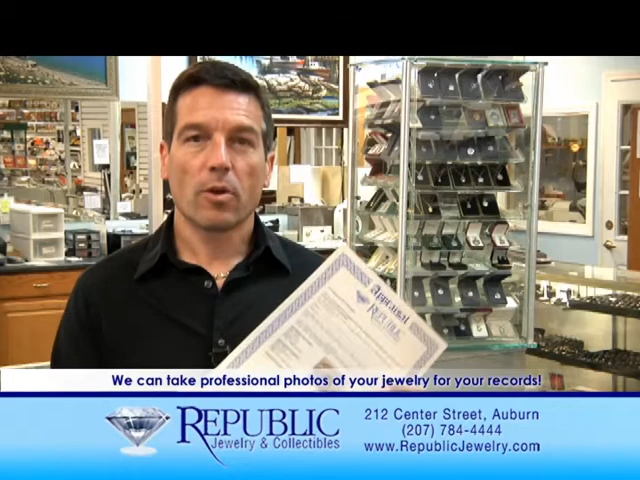 Appraisal
REPUBLIC
We can take professional photos of your jewelry for your records!
REPUBLIC
Jewelry & Collectibles
212 Center Street, Auburn
(207) 784-4444
www.RepublicJewelry.com